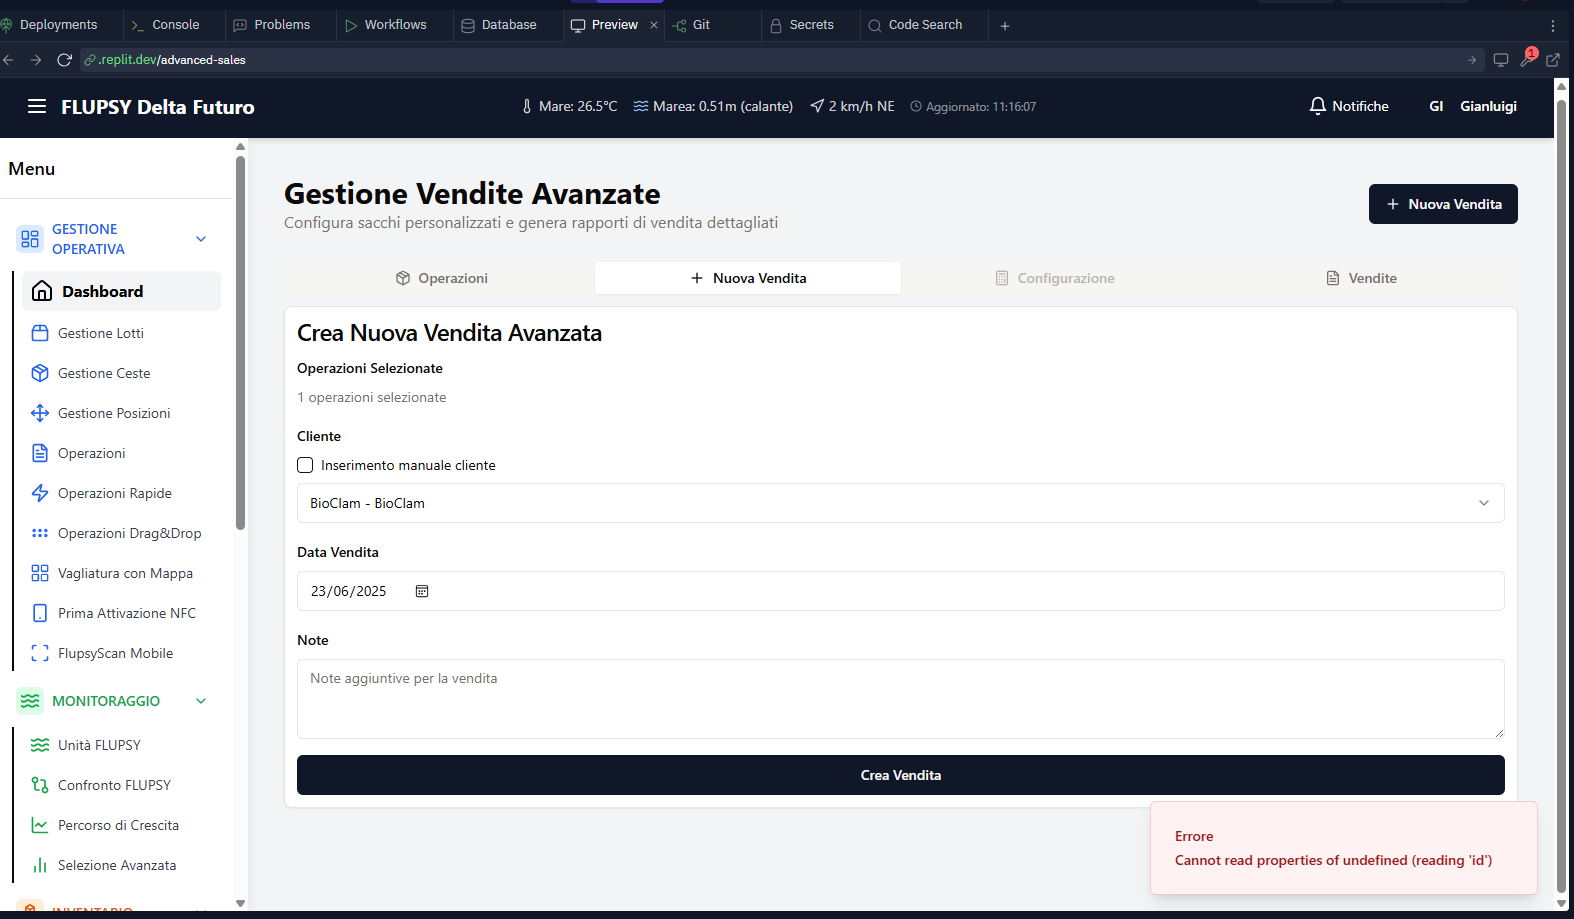 Deployments
Console
Problems
Workflows
Database
Preview
Git
Secrets
Code Search
.replit.dev/advanced-sales
1
FLUPSY Delta Futuro
Mare: 26.5°C
Marea: 0.51m (calante)
2 km/h NE
Aggiornato: 11:16:07
Notifiche
GI
Gianluigi
Menu
GESTIONE
OPERATIVA
Dashboard
Gestione Lotti
Gestione Ceste
Gestione Posizioni
Operazioni
Operazioni Rapide
Operazioni Drag&Drop
Vagliatura con Mappa
Prima Attivazione NFC
FlupsyScan Mobile
MONITORAGGIO
Unità FLUPSY
Confronto FLUPSY
Percorso di Crescita
Selezione Avanzata
INVENTARIO
Gestione Vendite Avanzate
Configura sacchi personalizzati e genera rapporti di vendita dettagliati
Nuova Vendita
Operazioni
Nuova Vendita
Configurazione
Vendite
Crea Nuova Vendita Avanzata
Operazioni Selezionate
1 operazioni selezionate
Cliente
Inserimento manuale cliente
BioClam - BioClam
Data Vendita
23/06/2025
Note
Note aggiuntive per la vendita
Crea Vendita
Errore
Cannot read properties of undefined (reading 'id')